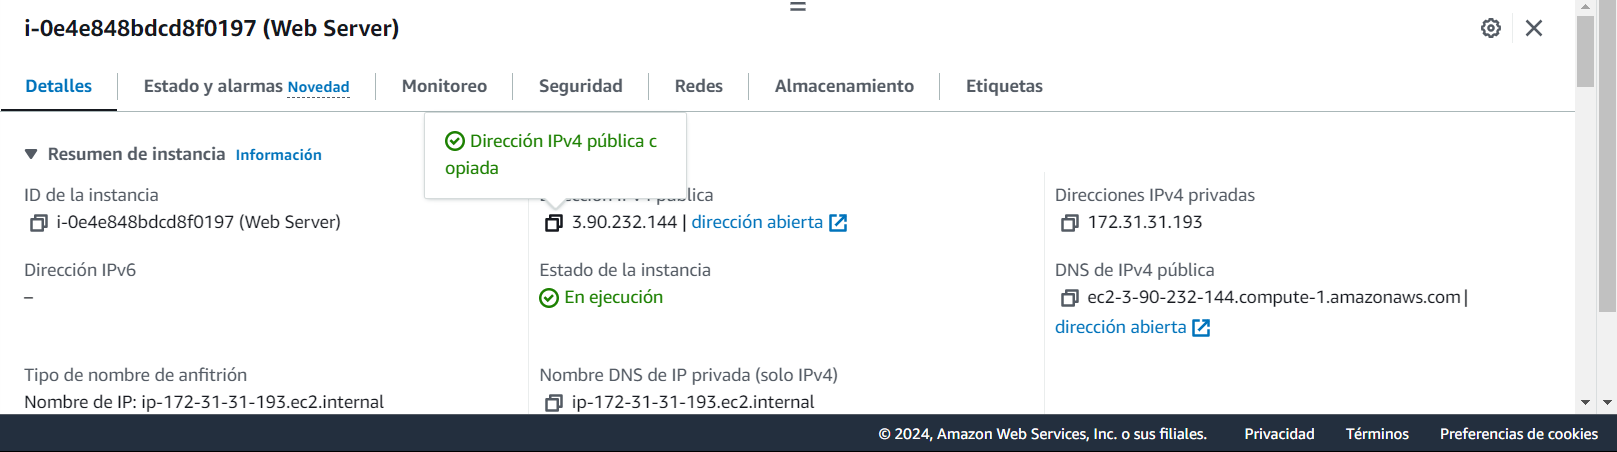 i-0e4e848bdcd8f0197 (Web Server)
Detalles
Estado y alarmas Novedad
Monitoreo
Seguridad
Redes
Almacenamiento
Etiquetas
Dirección IPv4 pública c
opiada
Resumen de instancia Información
ID de la instancia
i-0e4e848bdcd8f0197 (Web Server)
Dirección IPv4 pública
3.90.232.144 | dirección abierta
Direcciones IPv4 privadas
172.31.31.193
Dirección IPv6
–
Estado de la instancia
En ejecución
DNS de IPv4 pública
ec2-3-90-232-144.compute-1.amazonaws.com |
dirección abierta
Tipo de nombre de anfitrión
Nombre de IP: ip-172-31-31-193.ec2.internal
Nombre DNS de IP privada (solo IPv4)
ip-172-31-31-193.ec2.internal
© 2024, Amazon Web Services, Inc. o sus filiales.
Privacidad
Términos
Preferencias de cookies